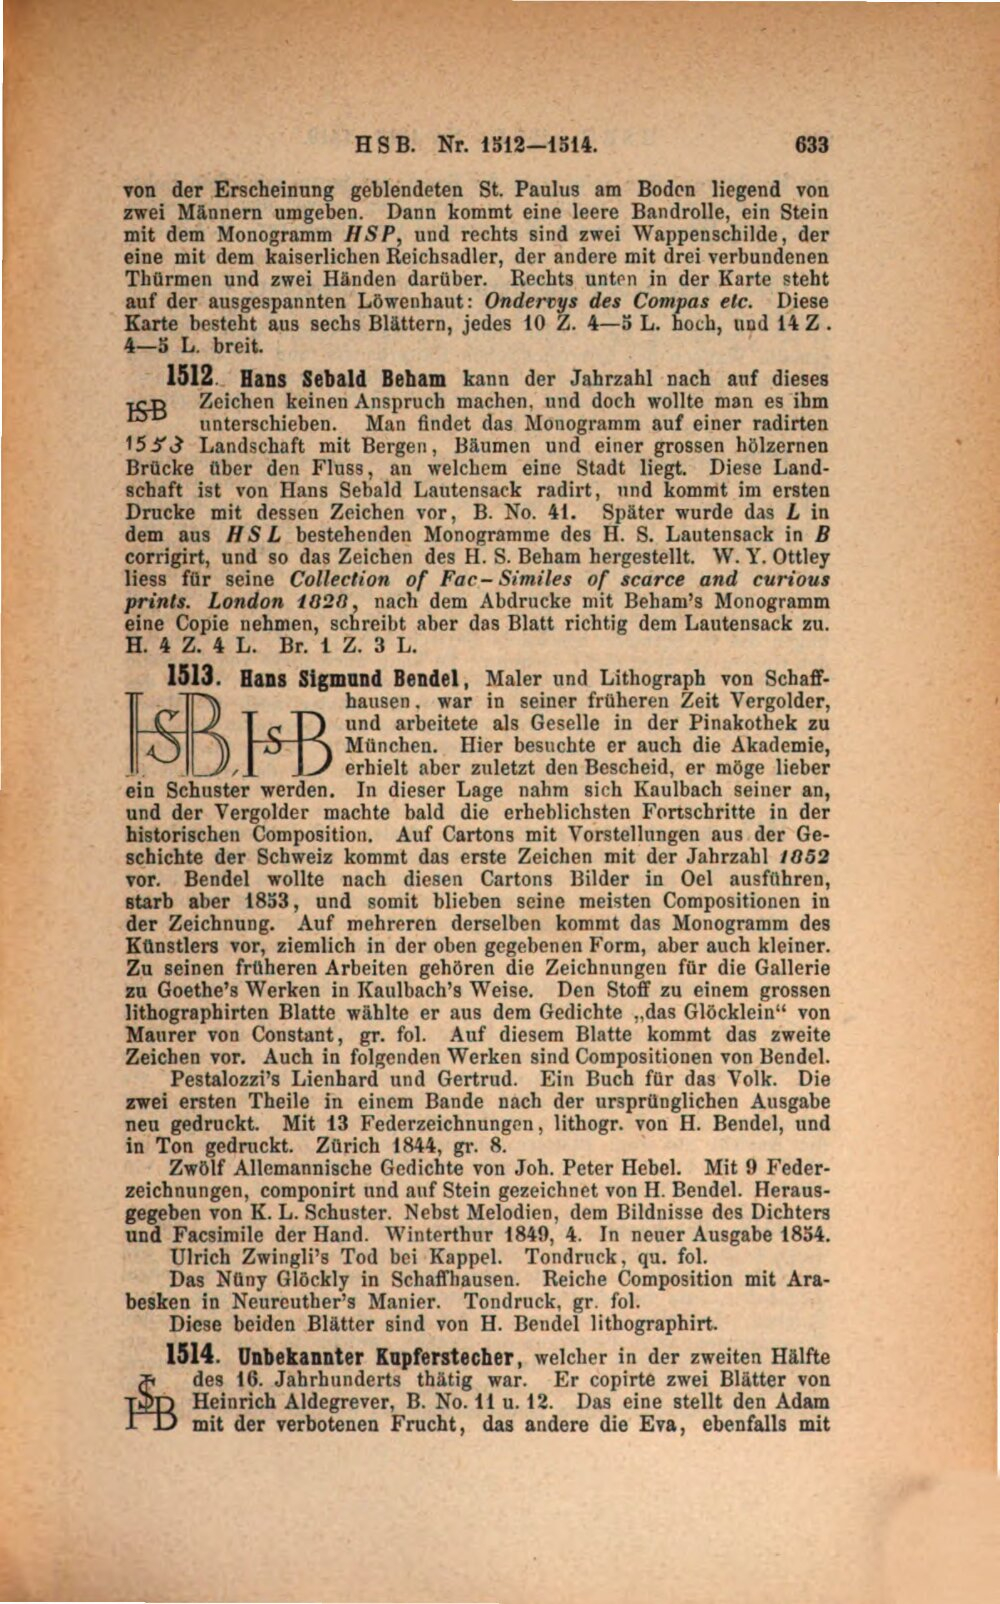 HSB. Nr. 1512—1514. 633
von der Erscheinung geblendeten St. Paulus am Boden liegend von
zwei Männern umgeben. Dann kommt eine leere Bandrolle, ein Stein
mit dem Monogramm HSP, und rechts sind zwei Wappenschilde, der
eine mit dem kaiserlichen Reichsadler, der andere mit drei verbundenen
Thürmen und zwei Händen darüber. Rechts unten in der Karte steht
auf der ausgespannten Löwenhaut: Ondervys des Compas etc. Diese
Karte besteht aus sechs Blättern, jedes 10 Z. 4—5 L. hoch, und 14 Z.
4—5 L. breit.
1512. Hans Sebald Beham kann der Jahrzahl nach auf dieses
HSB Zeichen keinen Anspruch machen, und doch wollte man es ihm
unterschieben. Man findet das Monogramm auf einer radirten
1553 Landschaft mit Bergen, Bäumen und einer grossen hölzernen
Brücke über den Fluss, an welchem eine Stadt liegt. Diese Land-
schaft ist von Hans Sebald Lautensack radirt, und kommt im ersten
Drucke mit dessen Zeichen vor, B. No. 41. Später wurde das L in
dem aus HSL bestehenden Monogramme des H. S. Lautensack in B
corrigirt, und so das Zeichen des H. S. Beham hergestellt. W. Y. Ottley
liess für seine Collection of Fac-Similes of scarce and curious
prints. London 1828, nach dem Abdrucke mit Beham's Monogramm
eine Copie nehmen, schreibt aber das Blatt richtig dem Lautensack zu.
H. 4 Z. 4 L. Br. 1 Z. 3 L.
1513. Hans Sigmund Bendel, Maler und Lithograph von Schaff-
hausen, war in seiner früheren Zeit Vergolder,
HSB, HSB und arbeitete als Geselle in der Pinakothek zu
München. Hier besuchte er auch die Akademie,
erhielt aber zuletzt den Bescheid, er möge lieber
ein Schuster werden. In dieser Lage nahm sich Kaulbach seiner an,
und der Vergolder machte bald die erheblichsten Fortschritte in der
historischen Composition. Auf Cartons mit Vorstellungen aus der Ge-
schichte der Schweiz kommt das erste Zeichen mit der Jahrzahl 1852
vor. Bendel wollte nach diesen Cartons Bilder in Oel ausführen,
starb aber 1853, und somit blieben seine meisten Compositionen in
der Zeichnung. Auf mehreren derselben kommt das Monogramm des
Künstlers vor, ziemlich in der oben gegebenen Form, aber auch kleiner.
Zu seinen früheren Arbeiten gehören die Zeichnungen für die Gallerie
zu Goethe's Werken in Kaulbach's Weise. Den Stoff zu einem grossen
lithographirten Blatte wählte er aus dem Gedichte „das Glöcklein“ von
Maurer von Constant, gr. fol. Auf diesem Blatte kommt das zweite
Zeichen vor. Auch in folgenden Werken sind Compositionen von Bendel.
Pestalozzi's Lienhard und Gertrud. Ein Buch für das Volk. Die
zwei ersten Theile in einem Bande nach der ursprünglichen Ausgabe
neu gedruckt. Mit 13 Federzeichnungen, lithogr. von H. Bendel, und
in Ton gedruckt. Zürich 1844, gr. 8.
Zwölf Allemannische Gedichte von Joh. Peter Hebel. Mit 9 Feder-
zeichnungen, componirt und auf Stein gezeichnet von H. Bendel. Heraus-
gegeben von K. L. Schuster. Nebst Melodien, dem Bildnisse des Dichters
und Facsimile der Hand. Winterthur 1849, 4. In neuer Ausgabe 1854.
Ulrich Zwingli's Tod bei Kappel. Tondruck, qu. fol.
Das Nüny Glöckly in Schaffhausen. Reiche Composition mit Ara-
besken in Neureuther's Manier. Tondruck, gr. fol.
Diese beiden Blätter sind von H. Bendel lithographirt.
1514. Unbekannter Kupferstecher, welcher in der zweiten Hälfte
des 16. Jahrhunderts thätig war. Er copirte zwei Blätter von
HSB Heinrich Aldegrever, B. No. 11 u. 12. Das eine stellt den Adam
mit der verbotenen Frucht, das andere die Eva, ebenfalls mit